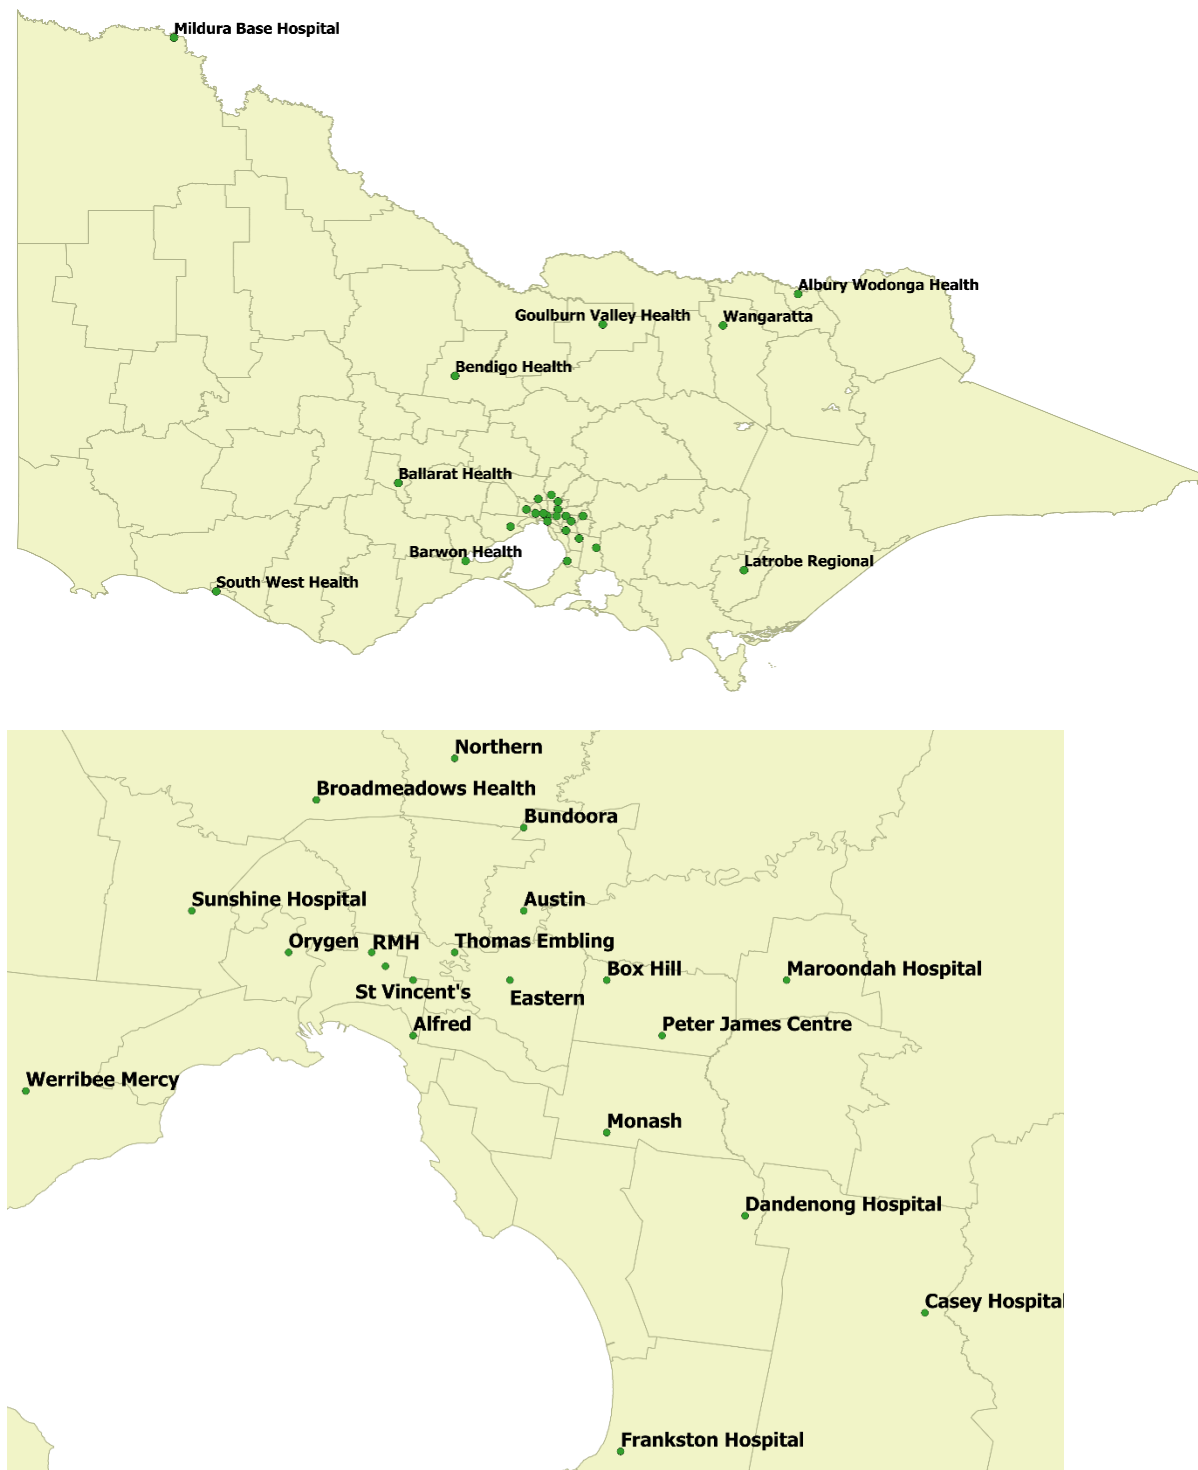 Mildura Base Hospital
Albury Wodonga Health
Goulburn Valley Health
Wangaratta
Bendigo Health
Ballarat Health
Barwon Health
Latrobe Regional
South West Health
Northern
Broadmeadows Health
Bundoora
Sunshine Hospital
Austin
Orygen
RMH
Thomas Embling
Box Hill
Maroondah Hospital
St Vincent's
Eastern
Alfred
Peter James Centre
Werribee Mercy
Monash
Dandenong Hospital
Casey Hospital
Frankston Hospital